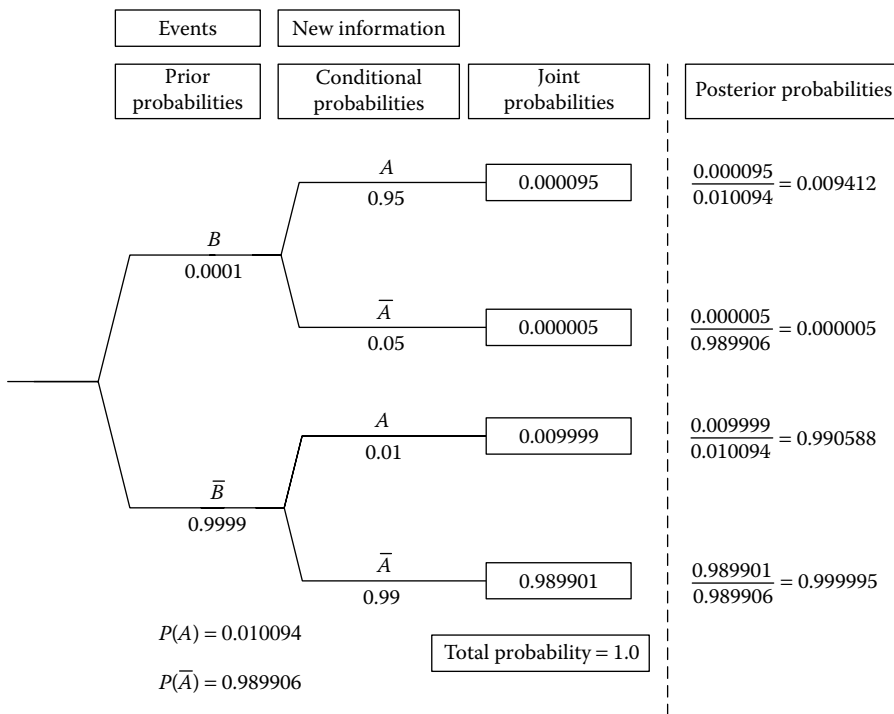 Events
New information
Prior
probabilities
Conditional
probabilities
Joint
probabilities
Posterior probabilities
A
0.95
0.000095
0.000095
0.010094
= 0.009412
B
0.0001
A̅
0.05
0.000005
0.000005
0.989906
= 0.000005
A
0.01
0.009999
0.009999
0.010094
= 0.990588
B̅
0.9999
A̅
0.99
0.989901
0.989901
0.989906
= 0.999995
P(A) = 0.010094
Total probability = 1.0
P(A̅) = 0.989906